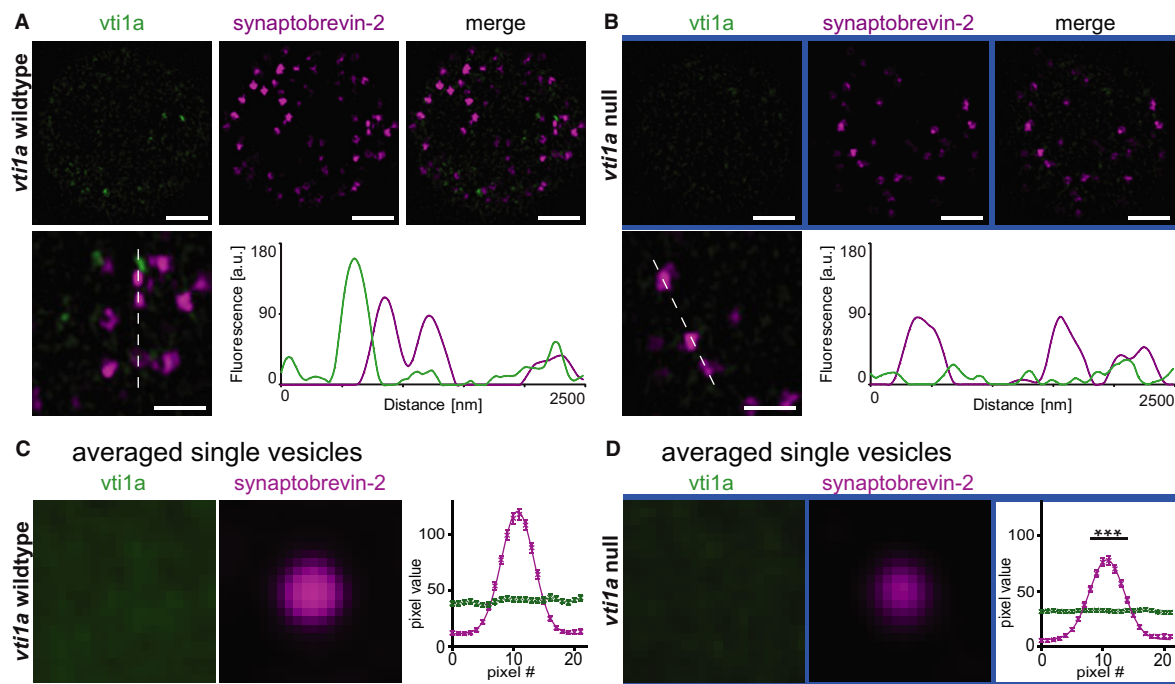 A vti1a synaptobrevin-2 merge
vti1a wildtype
180
90
0
Fluorescence [a.u.]
0 Distance [nm] 2500
B vti1a synaptobrevin-2 merge
vti1a null
180
90
0
Fluorescence [a.u.]
0 Distance [nm] 2500
C averaged single vesicles
vti1a synaptobrevin-2
vti1a wildtype
100
50
0
pixel value
0 10 20
pixel #
D averaged single vesicles
vti1a synaptobrevin-2
vti1a null
***
100
50
0
pixel value
0 10 20
pixel #